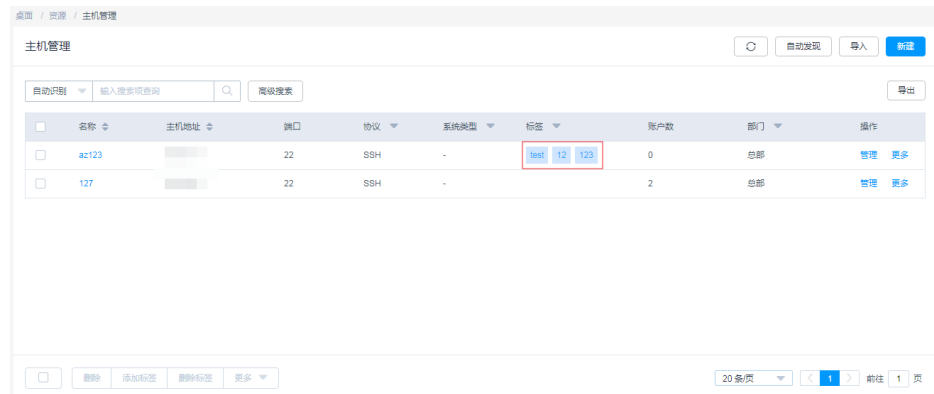 桌面 / 资源 / 主机管理
主机管理 自动发现 导入 新建
自动识别 输入搜索项查询 高级搜索 导出
名称 主机地址 端口 协议 系统类型 标签 账户数 部门 操作
az123 22 SSH - test 12 123 0 总部 管理 更多
127 22 SSH - 2 总部 管理 更多
删除 添加标签 删除标签 更多 20 条/页 1 前往 1 页